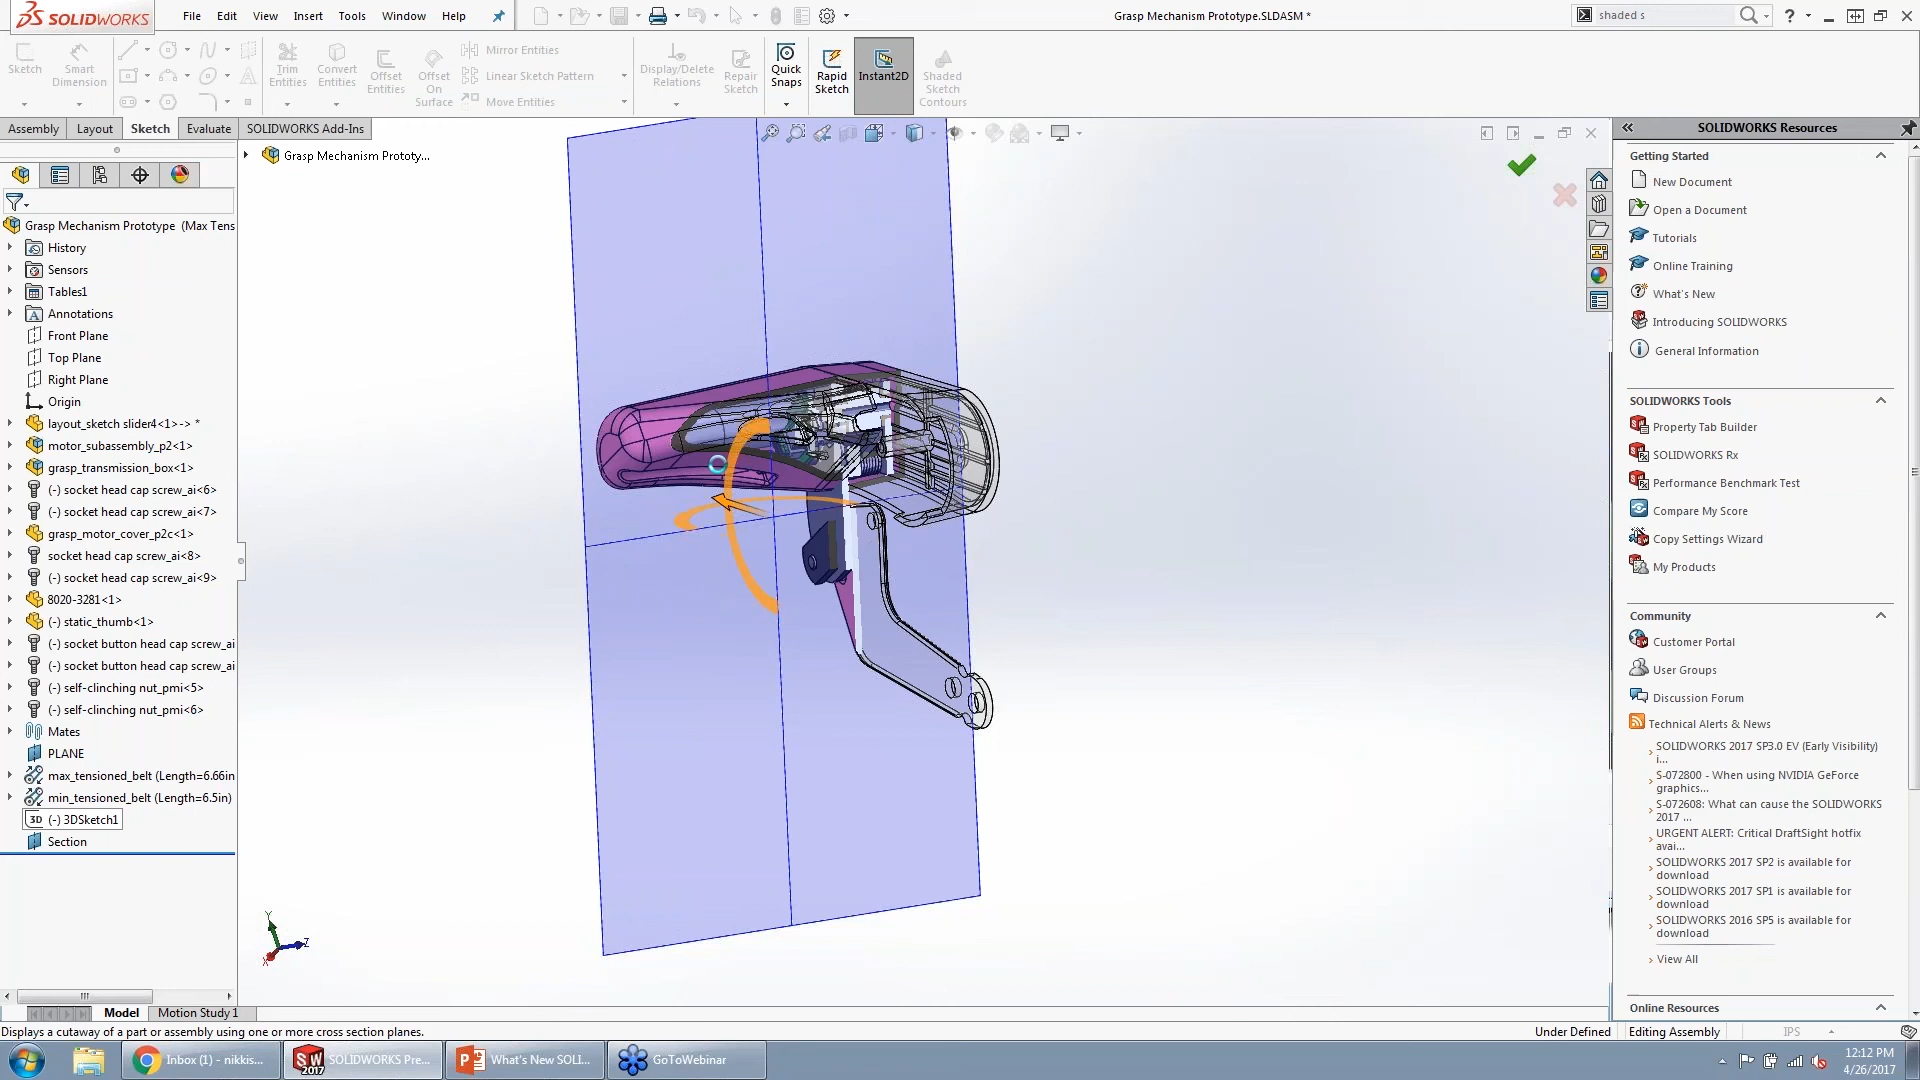 SOLIDWORKS
File Edit View Insert Tools Window Help
Grasp Mechanism Prototype.SLDASM *
shaded s
Sketch
Smart Dimension
Trim Entities
Convert Entities
Offset Entities
Offset On Surface
Mirror Entities
Linear Sketch Pattern
Move Entities
Display/Delete Relations
Repair Sketch
Quick Snaps
Rapid Sketch
Instant2D
Shaded Sketch Contours
Assembly Layout Sketch Evaluate SOLIDWORKS Add-Ins
Grasp Mechanism Prototy...
Grasp Mechanism Prototype (Max Tens
History
Sensors
Tables1
Annotations
Front Plane
Top Plane
Right Plane
Origin
layout_sketch slider4<1>-> *
motor_subassembly_p2<1>
grasp_transmission_box<1>
(-) socket head cap screw_ai<6>
(-) socket head cap screw_ai<7>
grasp_motor_cover_p2c<1>
socket head cap screw_ai<8>
(-) socket head cap screw_ai<9>
8020-3281<1>
(-) static_thumb<1>
(-) socket button head cap screw_ai
(-) socket button head cap screw_ai
(-) self-clinching nut_pmi<5>
(-) self-clinching nut_pmi<6>
Mates
PLANE
max_tensioned_belt (Length=6.66in
min_tensioned_belt (Length=6.5in)
3D (-) 3DSketch1
Section
Y
Z
X
Model Motion Study 1
SOLIDWORKS Resources
Getting Started
New Document
Open a Document
Tutorials
Online Training
What's New
Introducing SOLIDWORKS
General Information
SOLIDWORKS Tools
Property Tab Builder
SOLIDWORKS Rx
Performance Benchmark Test
Compare My Score
Copy Settings Wizard
My Products
Community
Customer Portal
User Groups
Discussion Forum
Technical Alerts & News
SOLIDWORKS 2017 SP3.0 EV (Early Visibility)
i...
S-072800 - When using NVIDIA GeForce
graphics...
S-072608: What can cause the SOLIDWORKS
2017 ...
URGENT ALERT: Critical DraftSight hotfix
avai...
SOLIDWORKS 2017 SP2 is available for
download
SOLIDWORKS 2017 SP1 is available for
download
SOLIDWORKS 2016 SP5 is available for
download
View All
Online Resources
Displays a cutaway of a part or assembly using one or more cross section planes.
Under Defined Editing Assembly IPS
Inbox (1) - nikkis...
SW 2017 SOLIDWORKS Pre...
What's New SOLI...
GoToWebinar
12:12 PM
4/26/2017